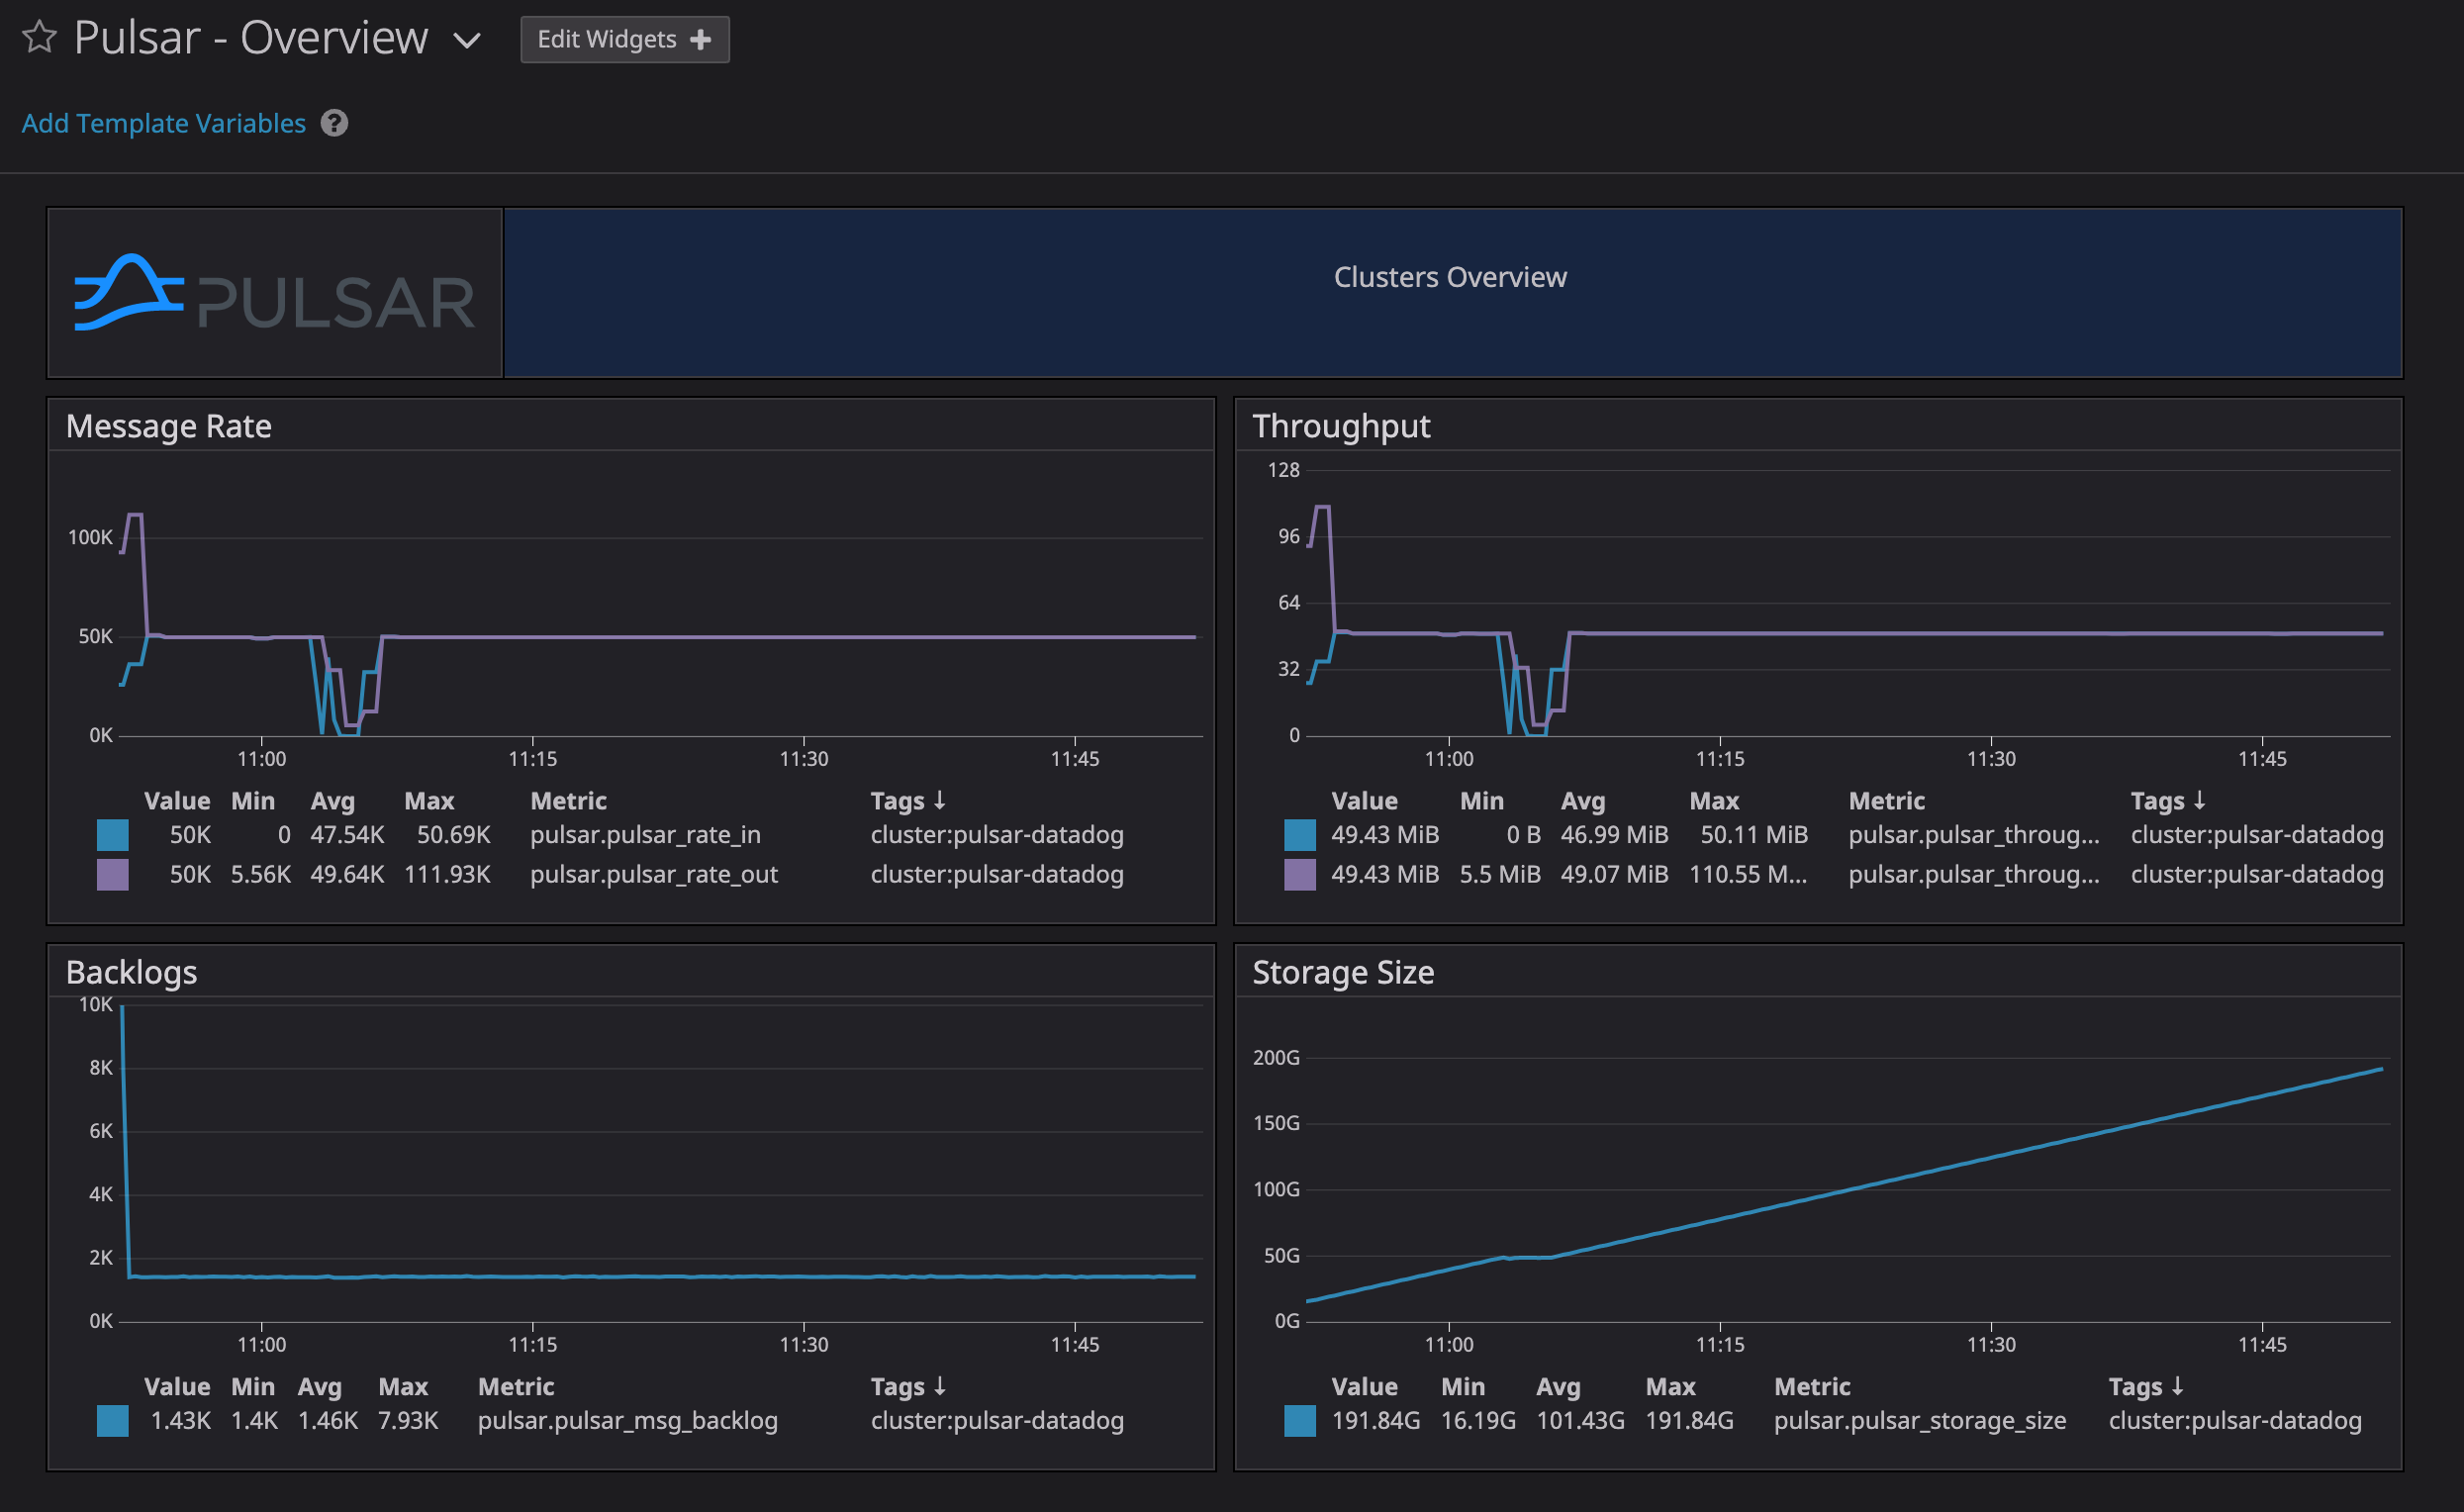 Pulsar - Overview
Edit Widgets
Add Template Variables ?
PULSAR
Clusters Overview
Message Rate
100K
50K
0K
11:00 11:15 11:30 11:45
Value Min Avg Max Metric Tags
50K 0 47.54K 50.69K pulsar.pulsar_rate_in cluster:pulsar-datadog
50K 5.56K 49.64K 111.93K pulsar.pulsar_rate_out cluster:pulsar-datadog
Throughput
128
96
64
32
0
11:00 11:15 11:30 11:45
Value Min Avg Max Metric Tags
49.43 MiB 0 B 46.99 MiB 50.11 MiB pulsar.pulsar_throug... cluster:pulsar-datadog
49.43 MiB 5.5 MiB 49.07 MiB 110.55 M... pulsar.pulsar_throug... cluster:pulsar-datadog
Backlogs
10K
8K
6K
4K
2K
0K
11:00 11:15 11:30 11:45
Value Min Avg Max Metric Tags
1.43K 1.4K 1.46K 7.93K pulsar.pulsar_msg_backlog cluster:pulsar-datadog
Storage Size
200G
150G
100G
50G
0G
11:00 11:15 11:30 11:45
Value Min Avg Max Metric Tags
191.84G 16.19G 101.43G 191.84G pulsar.pulsar_storage_size cluster:pulsar-datadog